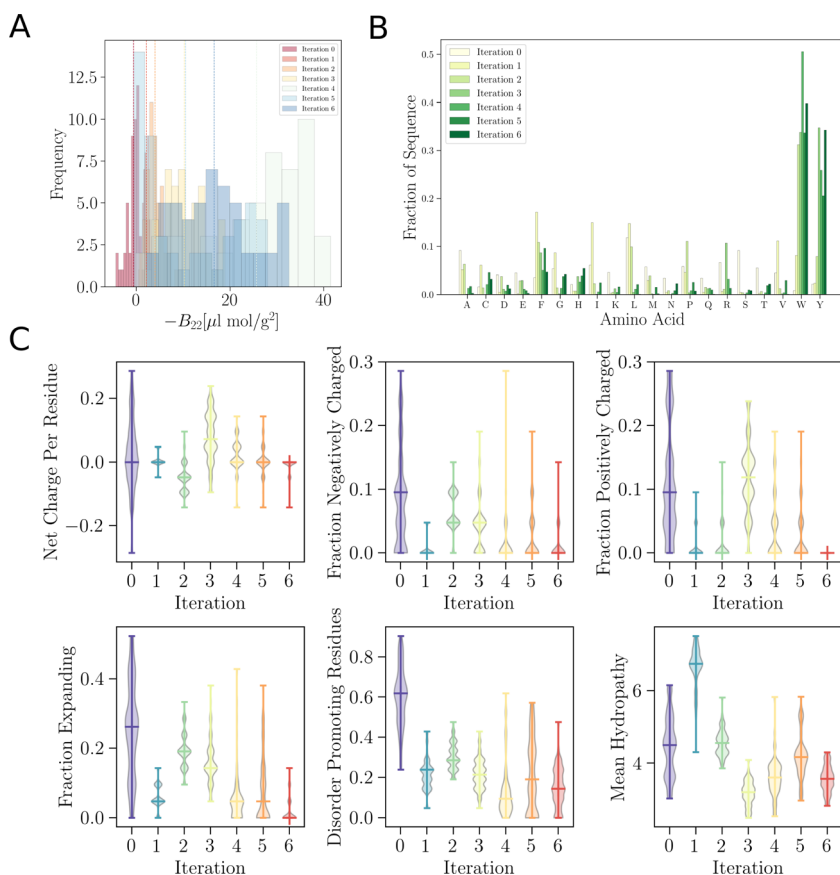 A
Frequency
12.5
10.0
7.5
5.0
2.5
0.0
0
20
40
−B22[μl mol/g²]
Iteration 0
Iteration 1
Iteration 2
Iteration 3
Iteration 4
Iteration 5
Iteration 6
B
Fraction of Sequence
0.5
0.4
0.3
0.2
0.1
0.0
Iteration 0
Iteration 1
Iteration 2
Iteration 3
Iteration 4
Iteration 5
Iteration 6
A C D E F G H I K L M N P Q R S T V W Y
Amino Acid
C
Net Charge Per Residue
0.2
0.0
−0.2
0 1 2 3 4 5 6
Iteration
Fraction Negatively Charged
0.3
0.2
0.1
0.0
0 1 2 3 4 5 6
Iteration
Fraction Positively Charged
0.3
0.2
0.1
0.0
0 1 2 3 4 5 6
Iteration
Fraction Expanding
0.4
0.2
0.0
0 1 2 3 4 5 6
Iteration
Disorder Promoting Residues
1.0
0.8
0.6
0.4
0.2
0.0
0 1 2 3 4 5 6
Iteration
Mean Hydropathy
6
4
0 1 2 3 4 5 6
Iteration